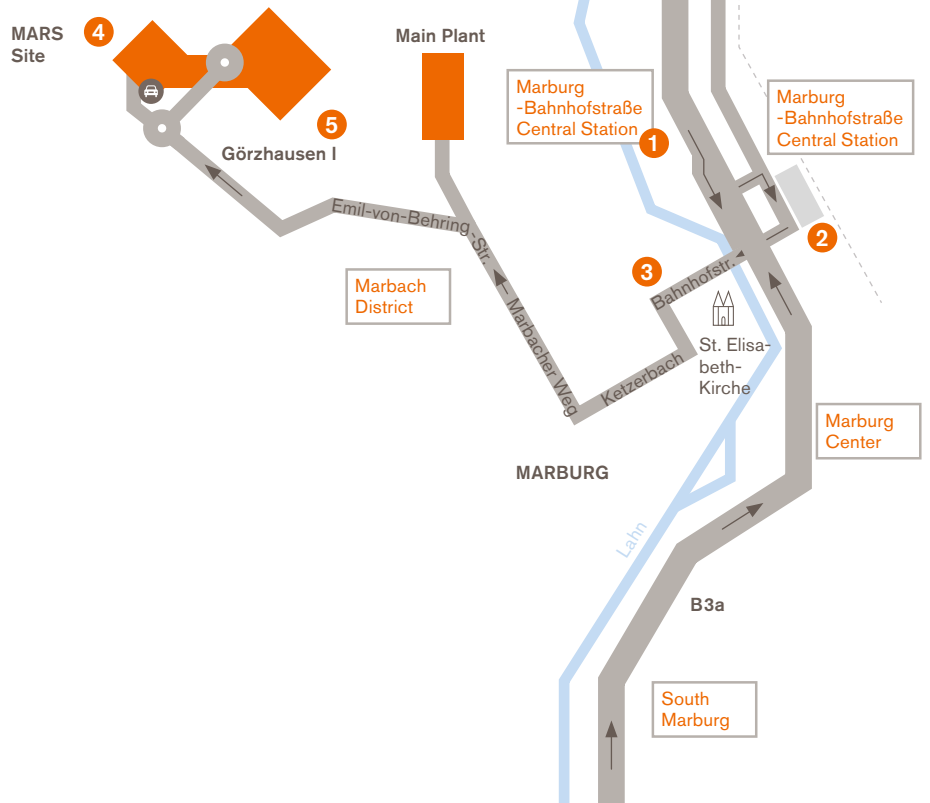 MARS
Site
4
Main Plant
5
Görzhausen I
Marburg
-Bahnhofstraße
Central Station
1
Marburg
-Bahnhofstraße
Central Station
2
3
Emil-von-Behring
-Str.
Marbach
District
Marbacher Weg
Ketzerbach
Bahnhofstr.
St. Elisa-
beth-
Kirche
Marburg
Center
MARBURG
Lahn
B3a
South
Marburg